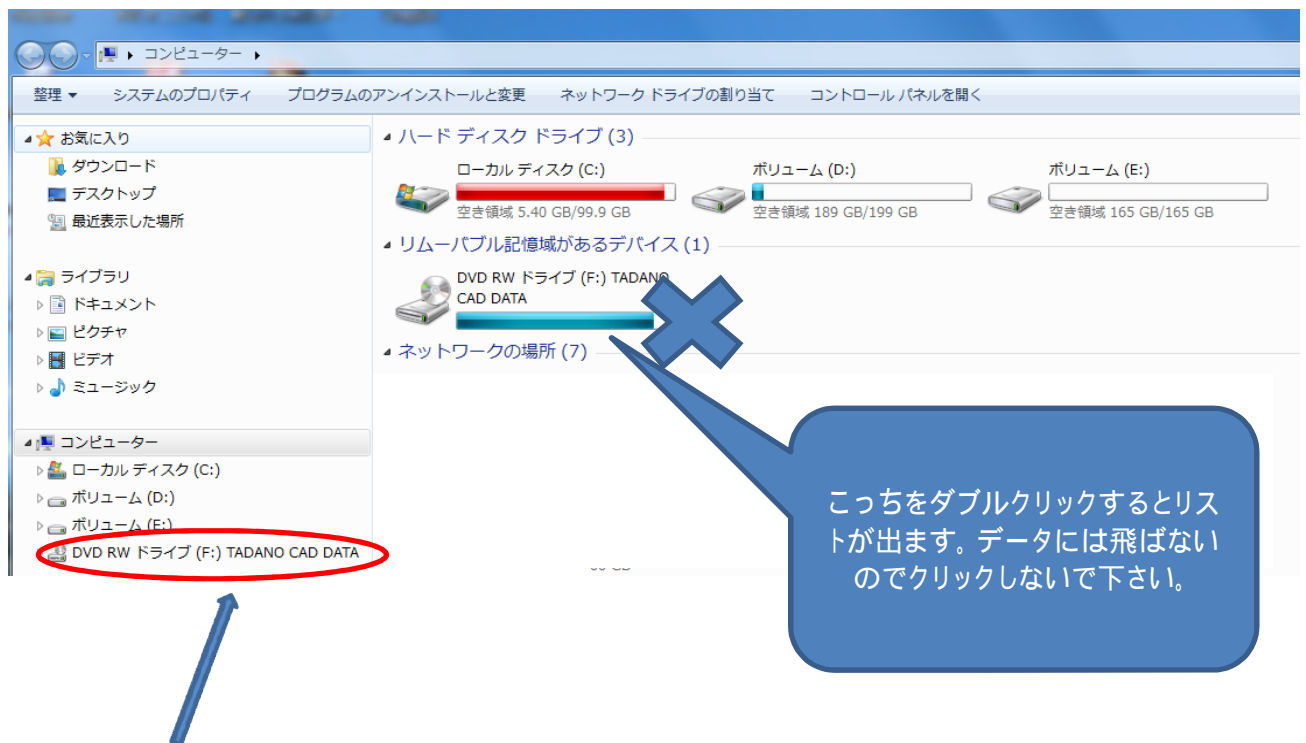 コンピューター
整理 システムのプロパティ プログラムのアンインストールと変更 ネットワーク ドライブの割り当て コントロール パネルを開く
お気に入り
ダウンロード
デスクトップ
最近表示した場所
ライブラリ
ドキュメント
ピクチャ
ビデオ
ミュージック
コンピューター
ローカル ディスク (C:)
ボリューム (D:)
ボリューム (E:)
DVD RW ドライブ (F:) TADANO CAD DATA
ハード ディスク ドライブ (3)
ローカル ディスク (C:)
空き領域 5.40 GB/99.9 GB
ボリューム (D:)
空き領域 189 GB/199 GB
ボリューム (E:)
空き領域 165 GB/165 GB
リムーバブル記憶域があるデバイス (1)
DVD RW ドライブ (F:) TADANO
CAD DATA
ネットワークの場所 (7)
こっちをダブルクリックするとリス
トが出ます。データには飛ばない
のでクリックしないで下さい。